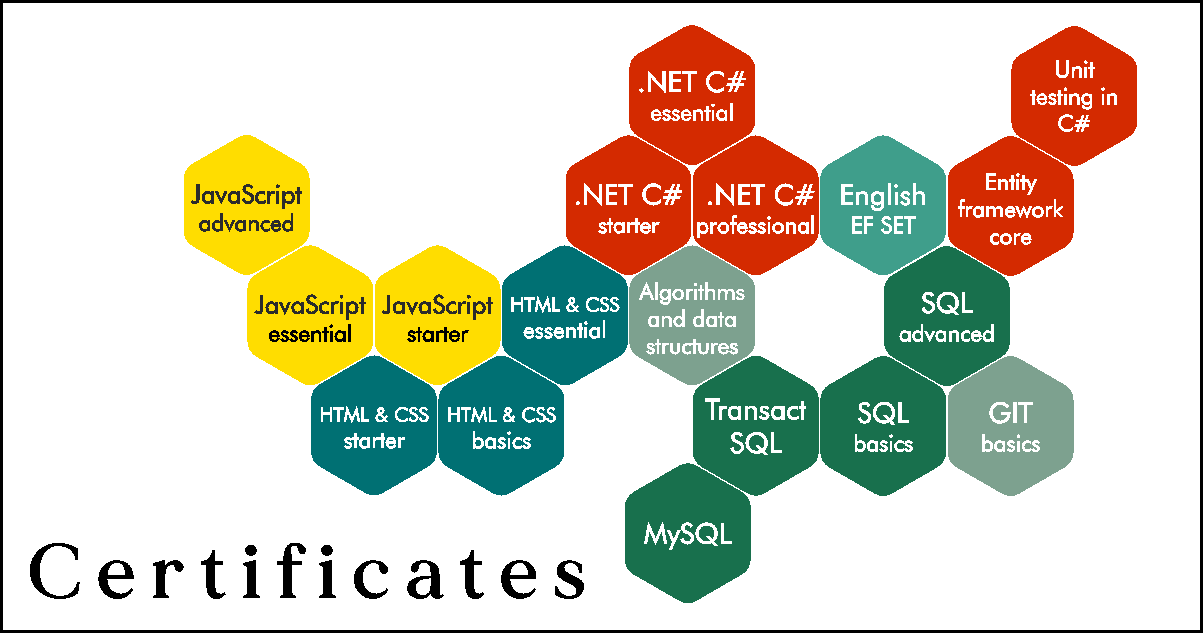 .NET C#
essential
Unit
testing in
C#
JavaScript
advanced
.NET C#
starter
.NET C#
professional
English
EF SET
Entity
framework
core
JavaScript
essential
JavaScript
starter
HTML & CSS
essential
Algorithms
and data
structures
SQL
advanced
HTML & CSS
starter
HTML & CSS
basics
Transact
SQL
SQL
basics
GIT
basics
MySQL
Certificates